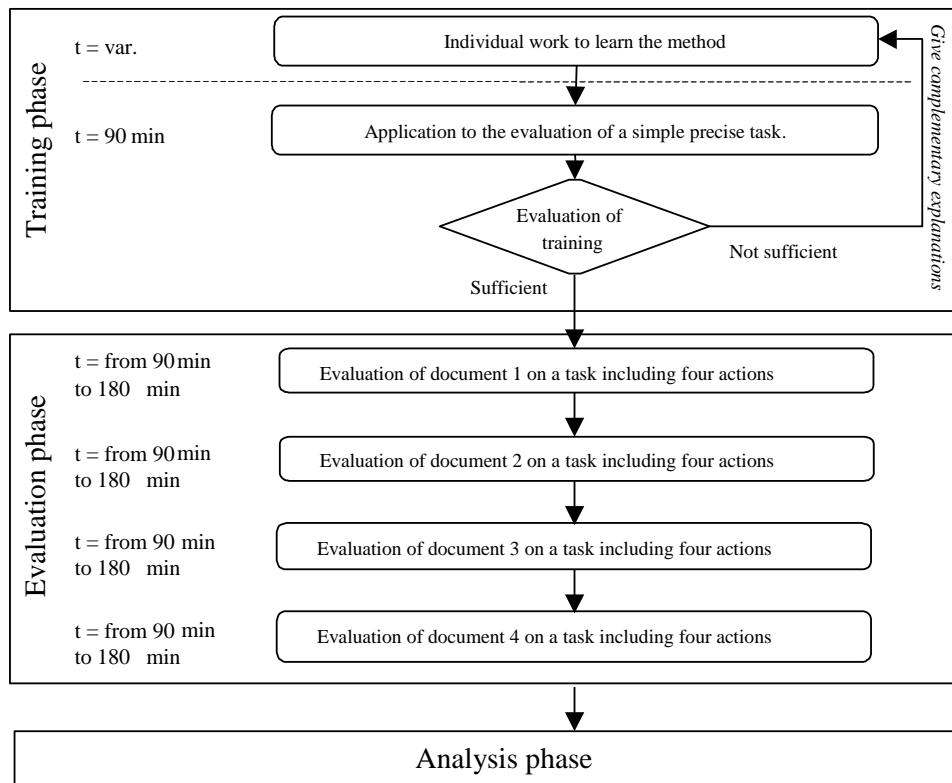 Training phase
t = var.
Individual work to learn the method
Give complementary explanations
t = 90 min
Application to the evaluation of a simple precise task.
Evaluation of
training
Not sufficient
Sufficient
Evaluation phase
t = from 90 min
to 180 min
Evaluation of document 1 on a task including four actions
t = from 90 min
to 180 min
Evaluation of document 2 on a task including four actions
t = from 90 min
to 180 min
Evaluation of document 3 on a task including four actions
t = from 90 min
to 180 min
Evaluation of document 4 on a task including four actions
Analysis phase